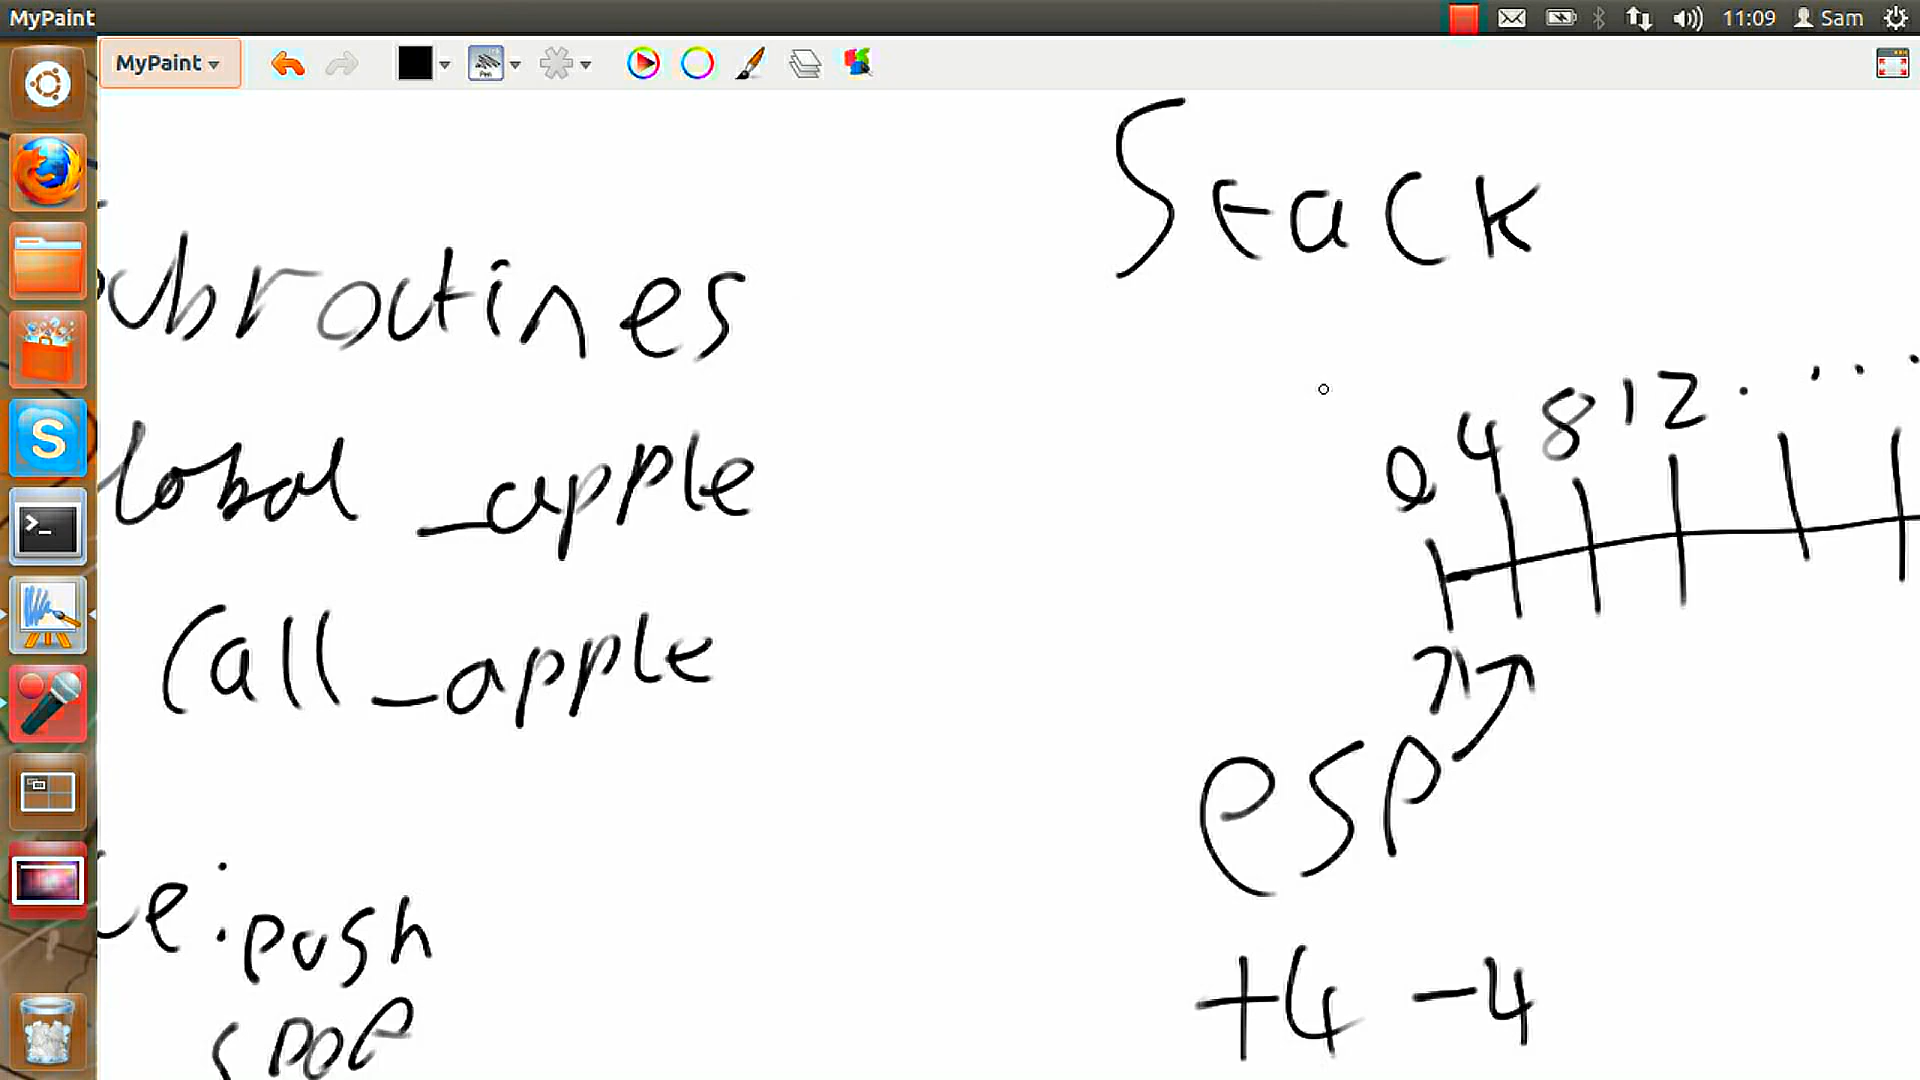 MyPaint
11:09 Sam
MyPaint
Stack
ubroutines
0 4 8 12 . . . .
lobal _apple
call _apple
esp
e: push
pop
+4 -4